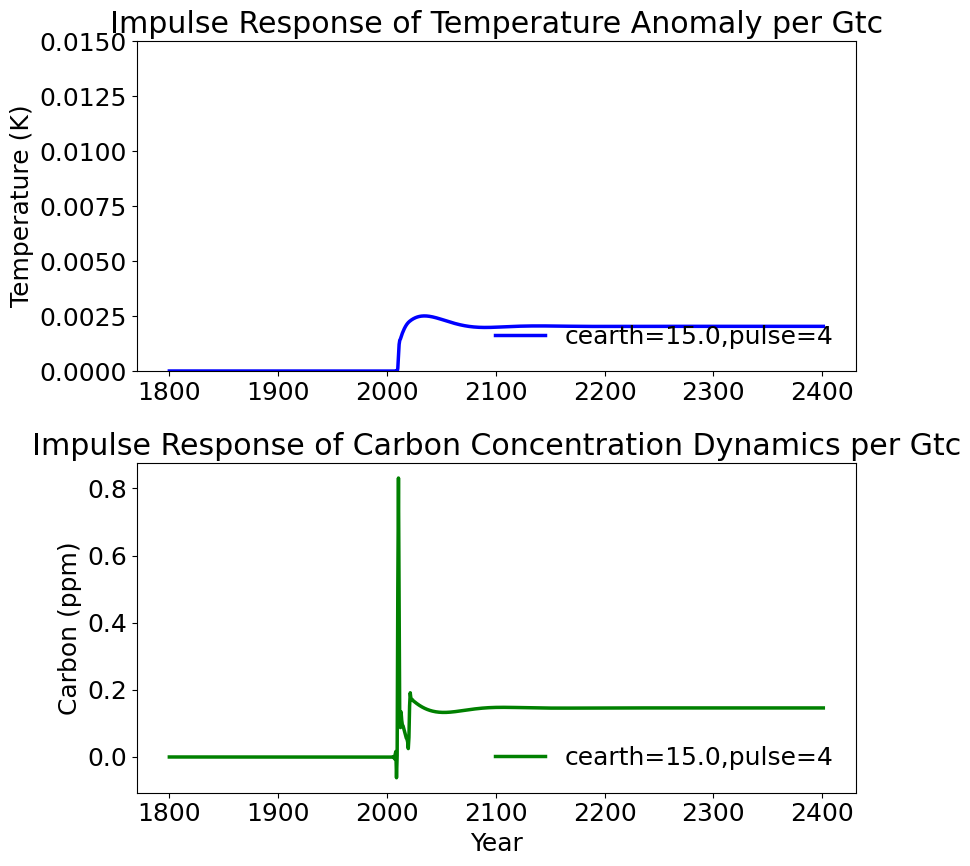 Impulse Response of Temperature Anomaly per Gtc
0.0150
0.0125
0.0100
0.0075
0.0050
0.0025
0.0000
Temperature (K)
cearth=15.0,pulse=4
1800 1900 2000 2100 2200 2300 2400
Impulse Response of Carbon Concentration Dynamics per Gtc
0.8
0.6
0.4
0.2
0.0
Carbon (ppm)
cearth=15.0,pulse=4
1800 1900 2000 2100 2200 2300 2400
Year